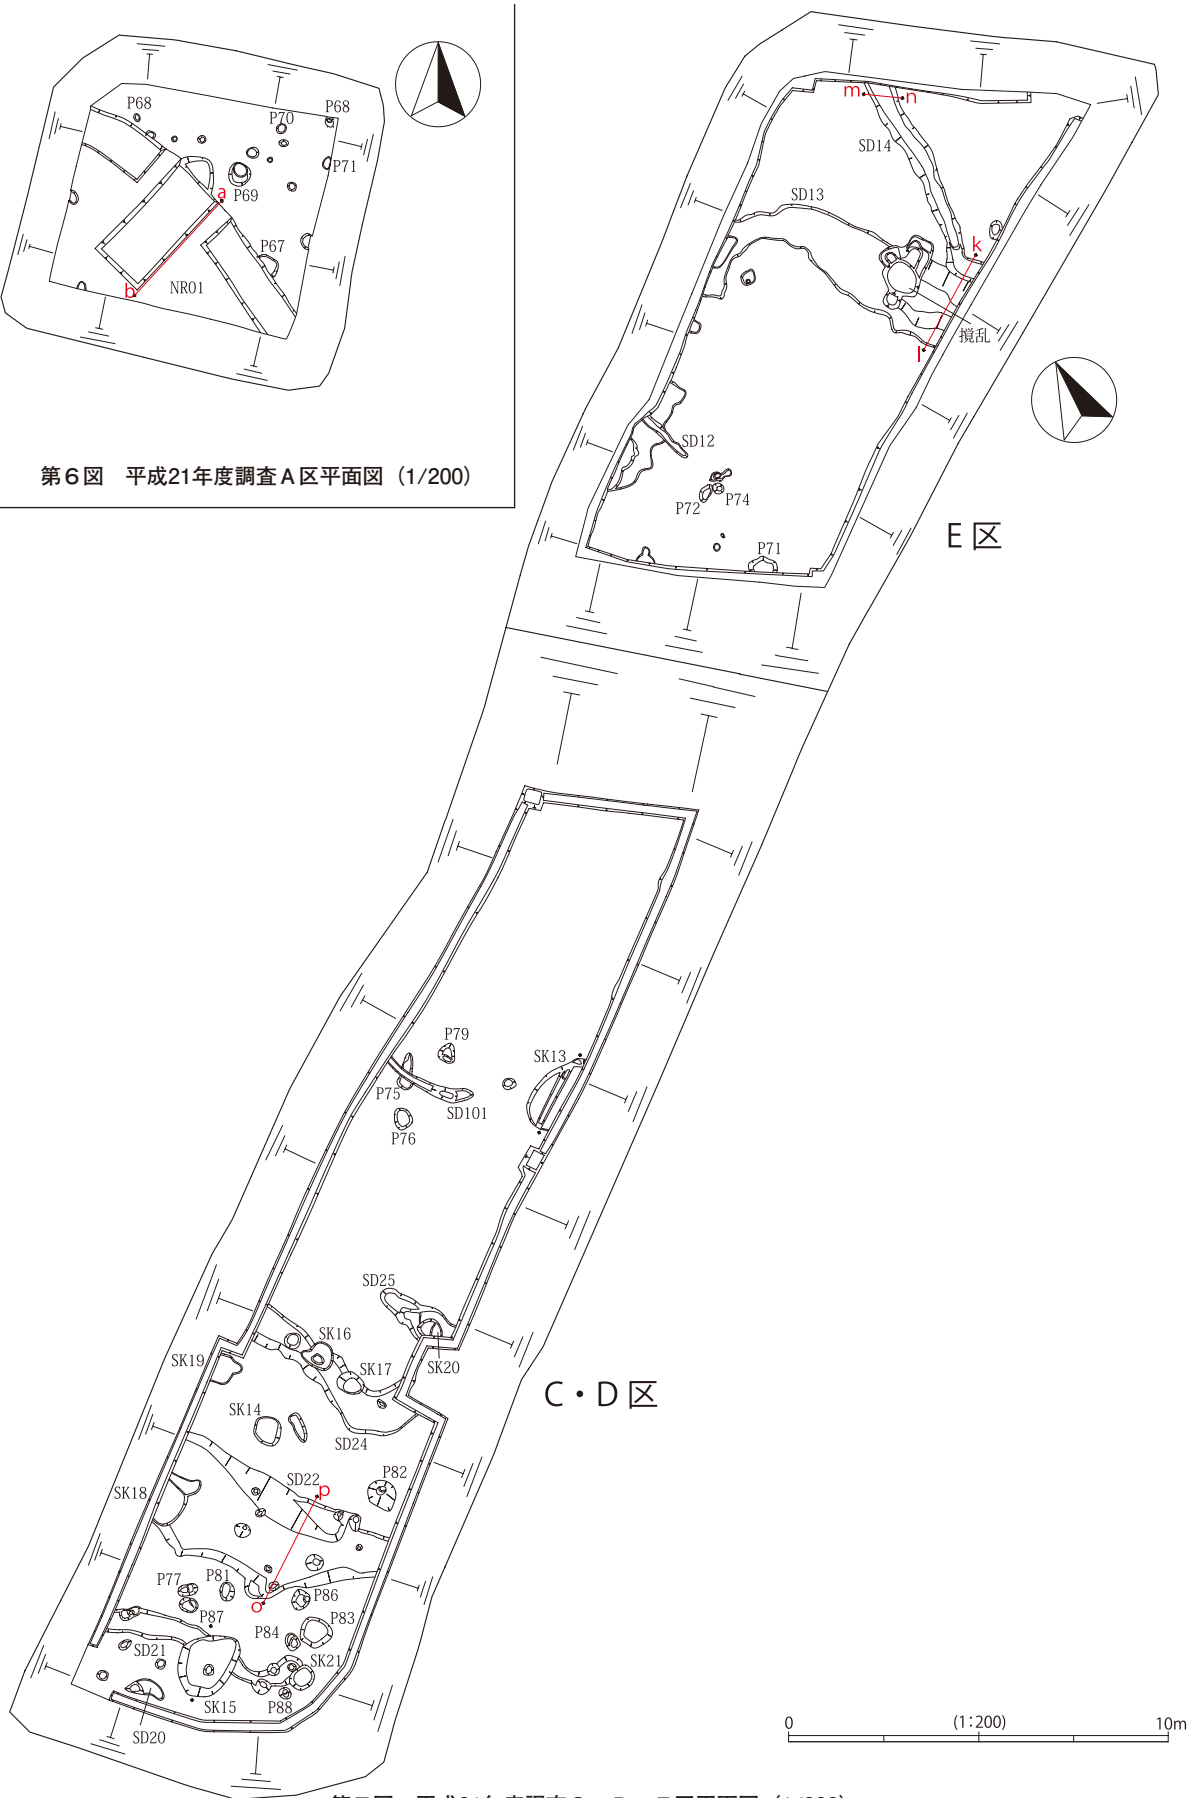 P68
P70
P68
P71
P69
a
P67
b
NR01
第6図 平成21年度調査A区平面図 (1/200)
m
n
SD14
SD13
k
l
撹乱
SD12
P72
P74
P71
E区
P79
SK13
P75
SD101
P76
SD25
SK16
SK19
SK17
SK20
C・D区
SK14
SD24
SD22
P82
p
SK18
P77
P81
o
P86
P87
P83
P84
SD21
SK21
SK15
P88
SD20
0
(1:200)
10m